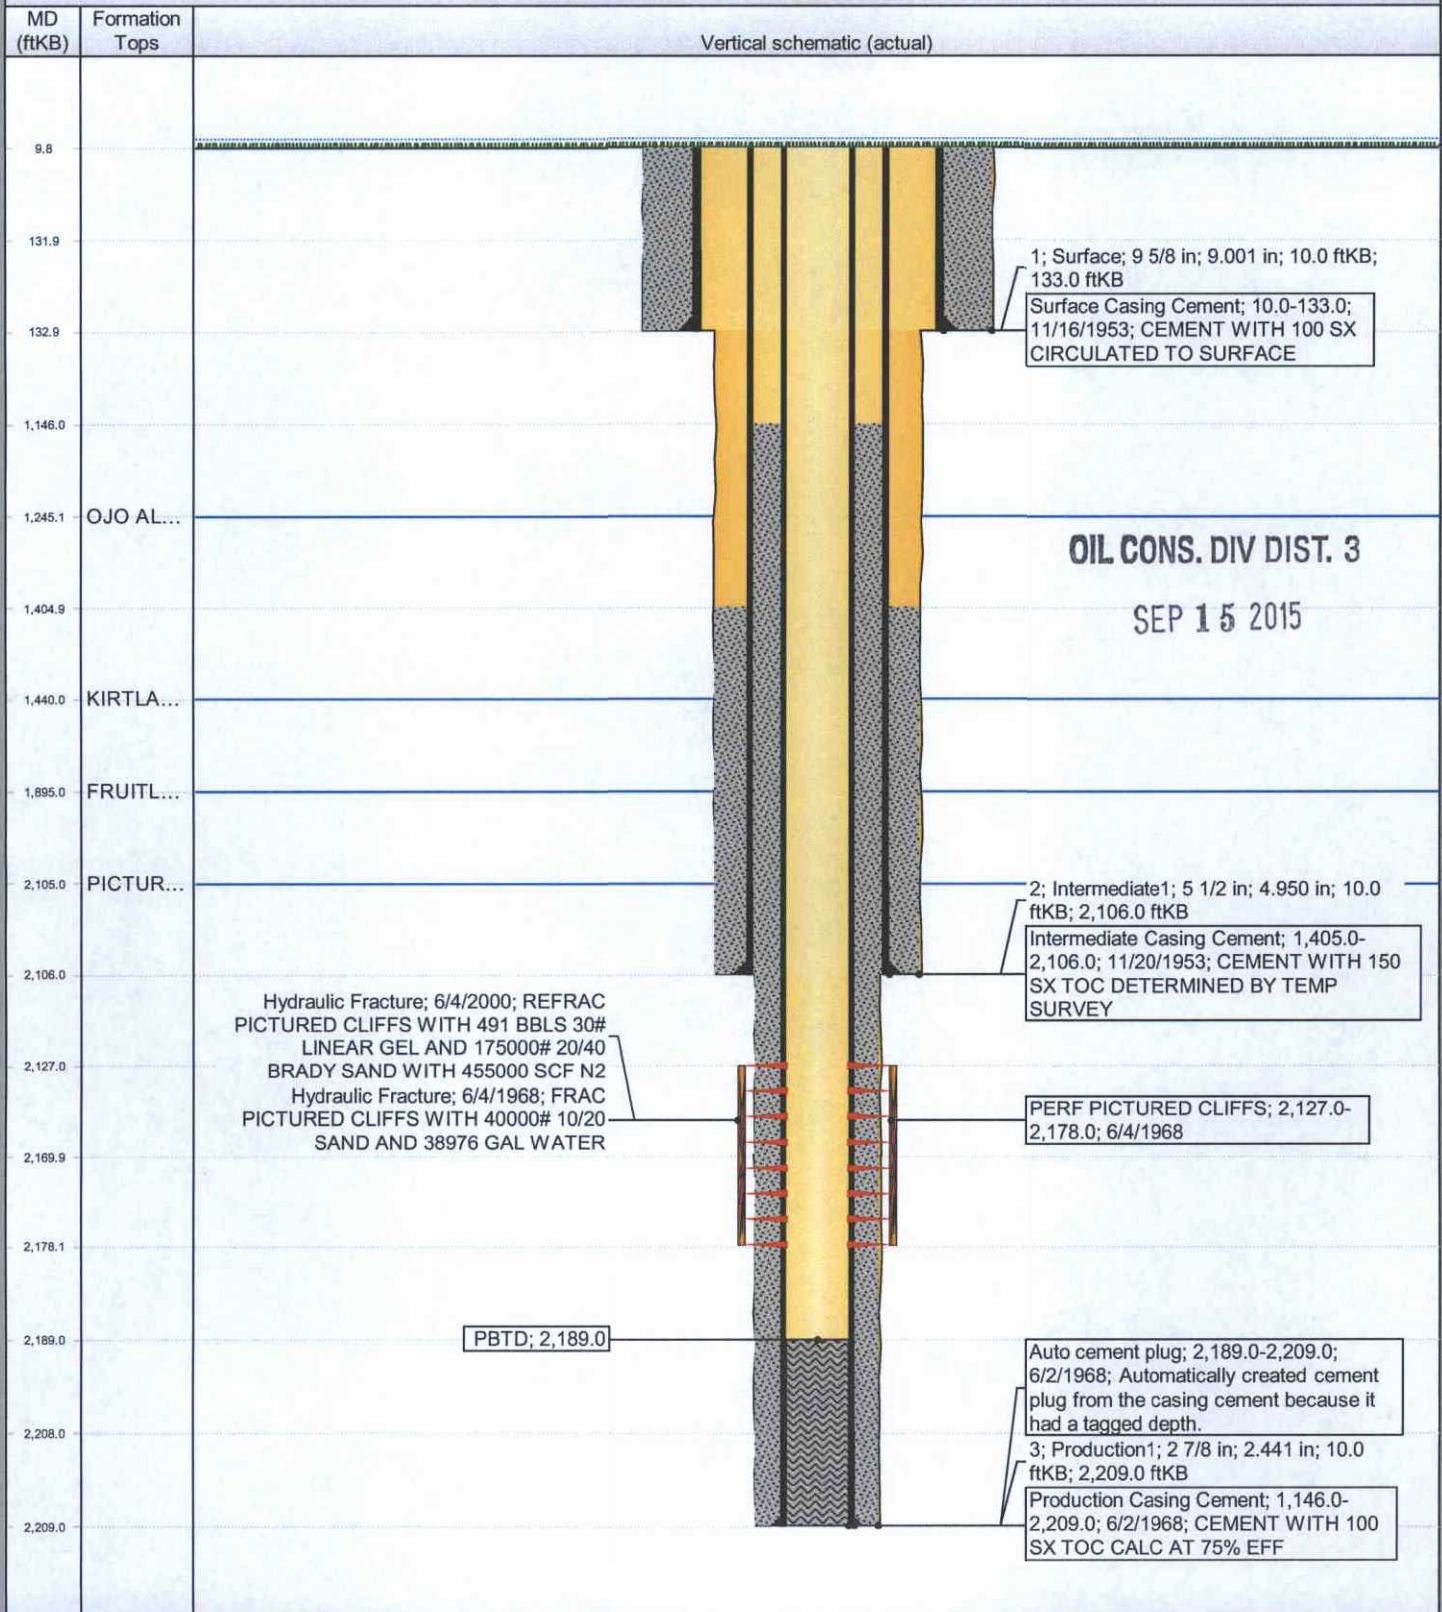 MD
(ftKB)
Formation
Tops
Vertical schematic (actual)
9.8
131.9
1; Surface; 9 5/8 in; 9.001 in; 10.0 ftKB;
133.0 ftKB
Surface Casing Cement; 10.0-133.0;
11/16/1953; CEMENT WITH 100 SX
CIRCULATED TO SURFACE
132.9
1,146.0
1,245.1
OJO AL...
OIL CONS. DIV DIST. 3
SEP 15 2015
1,404.9
1,440.0
KIRTLA...
1,895.0
FRUITL...
2,105.0
PICTUR...
2; Intermediate1; 5 1/2 in; 4.950 in; 10.0
ftKB; 2,106.0 ftKB
Intermediate Casing Cement; 1,405.0-
2,106.0; 11/20/1953; CEMENT WITH 150
SX TOC DETERMINED BY TEMP
SURVEY
2,106.0
Hydraulic Fracture; 6/4/2000; REFRAC
PICTURED CLIFFS WITH 491 BBLS 30#
LINEAR GEL AND 175000# 20/40
BRADY SAND WITH 455000 SCF N2
Hydraulic Fracture; 6/4/1968; FRAC
PICTURED CLIFFS WITH 40000# 10/20
SAND AND 38976 GAL WATER
2,127.0
PERF PICTURED CLIFFS; 2,127.0-
2,178.0; 6/4/1968
2,169.9
2,178.1
2,189.0
PBTD; 2,189.0
Auto cement plug; 2,189.0-2,209.0;
6/2/1968; Automatically created cement
plug from the casing cement because it
had a tagged depth.
2,208.0
3; Production1; 2 7/8 in; 2.441 in; 10.0
ftKB; 2,209.0 ftKB
Production Casing Cement; 1,146.0-
2,209.0; 6/2/1968; CEMENT WITH 100
SX TOC CALC AT 75% EFF
2,209.0